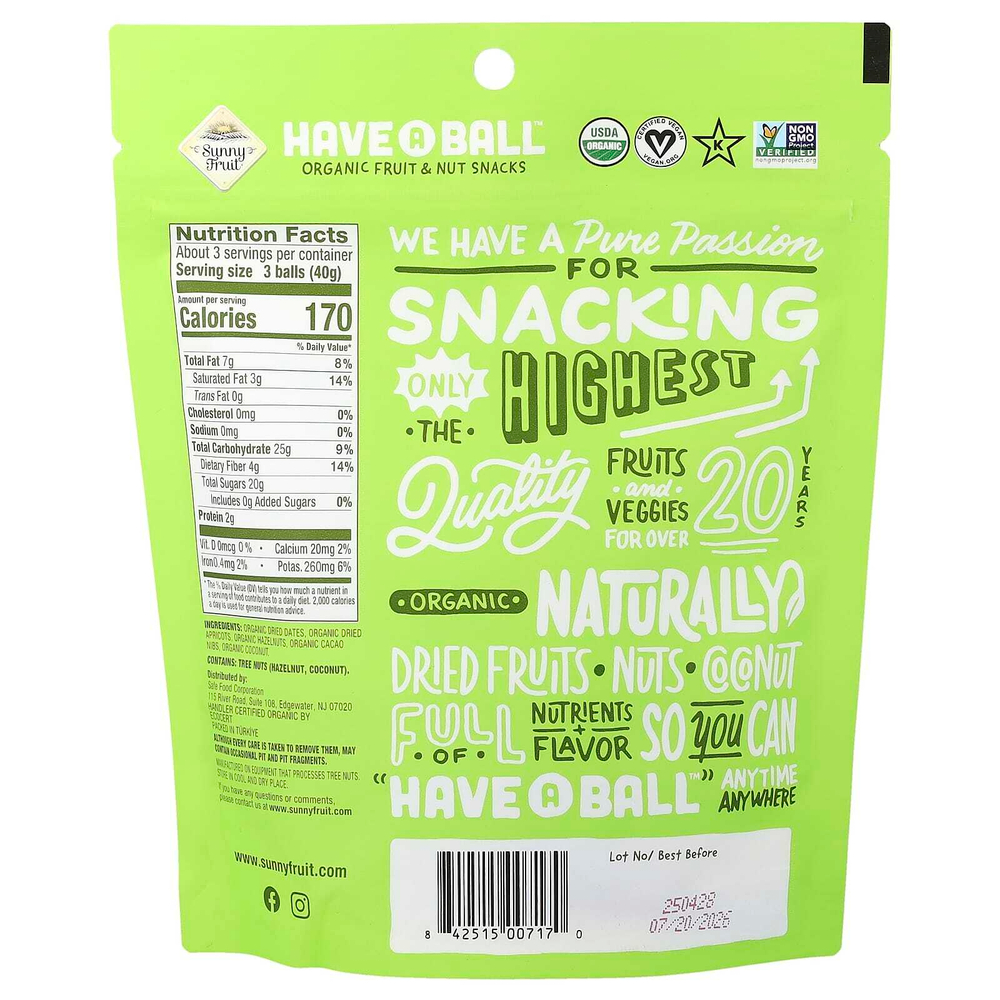 Sunny
Fruit
HAVE A BALL™
ORGANIC FRUIT & NUT SNACKS
USDA
ORGANIC
CERTIFIED VEGAN
VEGAN.ORG
K
NON
GMO
Project
VERIFIED
nongmoproject.org
Nutrition Facts
About 3 servings per container
Serving size 3 balls (40g)
Amount per serving
Calories 170
% Daily Value*
Total Fat 7g 8%
Saturated Fat 3g 14%
Trans Fat 0g
Cholesterol 0mg 0%
Sodium 0mg 0%
Total Carbohydrate 25g 9%
Dietary Fiber 4g 14%
Total Sugars 20g
Includes 0g Added Sugars 0%
Protein 2g
Vit. D 0mcg 0% • Calcium 20mg 2%
Iron 0.4mg 2% • Potas. 260mg 6%
*The % Daily Value (DV) tells you how much a nutrient in
a serving of food contributes to a daily diet. 2,000 calories
a day is used for general nutrition advice.
INGREDIENTS: ORGANIC DRIED DATES, ORGANIC DRIED
APRICOTS, ORGANIC HAZELNUTS, ORGANIC CACAO
NIBS, ORGANIC COCONUT.
CONTAINS: TREE NUTS (HAZELNUT, COCONUT).
Distributed by:
Safe Food Corporation
115 River Road, Suite 108, Edgewater, NJ 07020
HANDLER CERTIFIED ORGANIC BY
ECOCERT
PACKED IN TÜRKİYE
ALTHOUGH EVERY CARE IS TAKEN TO REMOVE THEM, MAY
CONTAIN OCCASIONAL PIT AND PIT FRAGMENTS.
MANUFACTURED ON EQUIPMENT THAT PROCESSES TREE NUTS.
STORE IN COOL AND DRY PLACE.
If you have any questions or comments,
please contact us at www.sunnyfruit.com
www.sunnyfruit.com
WE HAVE A Pure Passion
FOR
SNACKING
ONLY
•THE•
HIGHEST
Quality
FRUITS
•and•
VEGGIES
FOR OVER
20
YEARS
•ORGANIC•
NATURALLY
DRIED FRUITS • NUTS • COCONUT
FULL
•OF•
NUTRIENTS
+
FLAVOR
SO YOU CAN
"HAVE A BALL™"
ANYTIME
ANYWHERE
Lot No/ Best Before
250428
07/20/2026
8 42515 00717 0